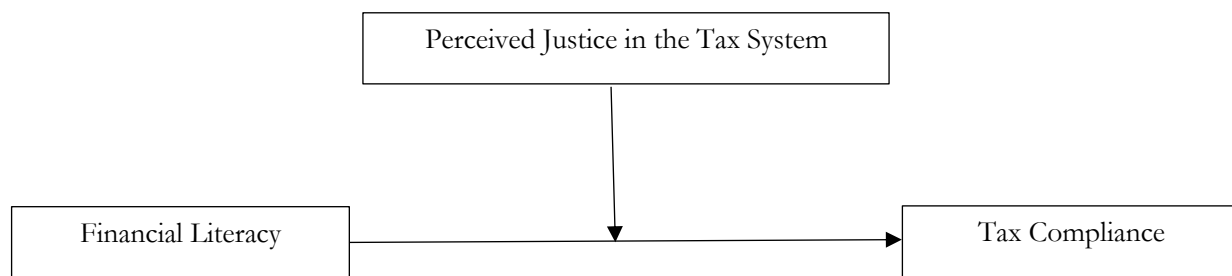 Perceived Justice in the Tax System
Financial Literacy
Tax Compliance